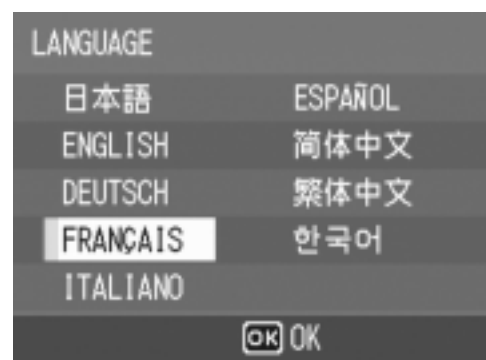 LANGUAGE
日本語 ESPAÑOL
ENGLISH 简体中文
DEUTSCH 繁体中文
FRANÇAIS 한국어
ITALIANO
OK OK